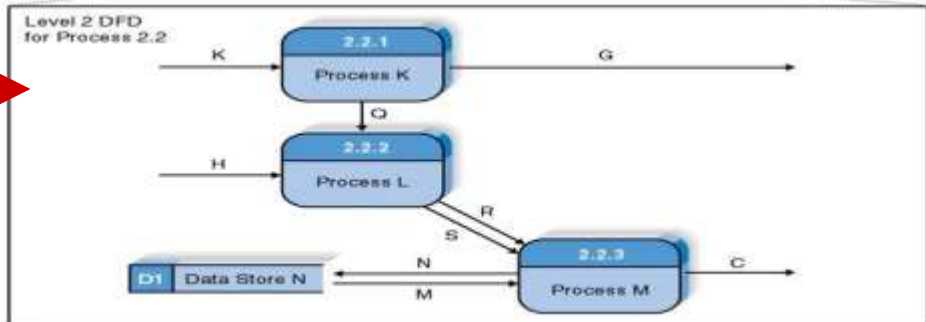 Level 2 DFD
for Process 2.2
2.2.1
K
G
Process K
Q
2.2.2
H
Process L
R
S
2.2.3
N
C
D1 Data Store N
M
Process M